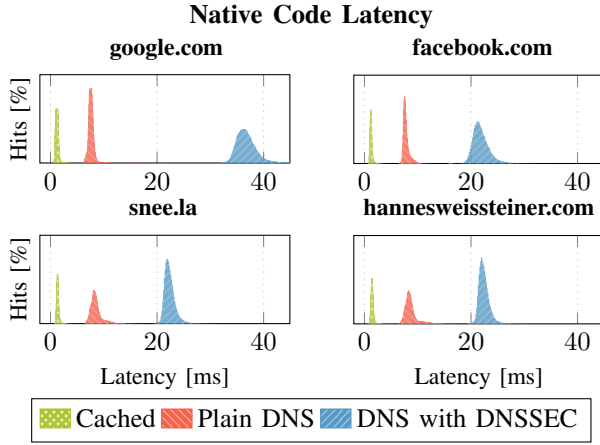 Native Code Latency
google.com
facebook.com
Hits [%]
0 20 40
0 20 40
snee.la
hannesweissteiner.com
Hits [%]
0 20 40
0 20 40
Latency [ms]
Latency [ms]
Cached Plain DNS DNS with DNSSEC